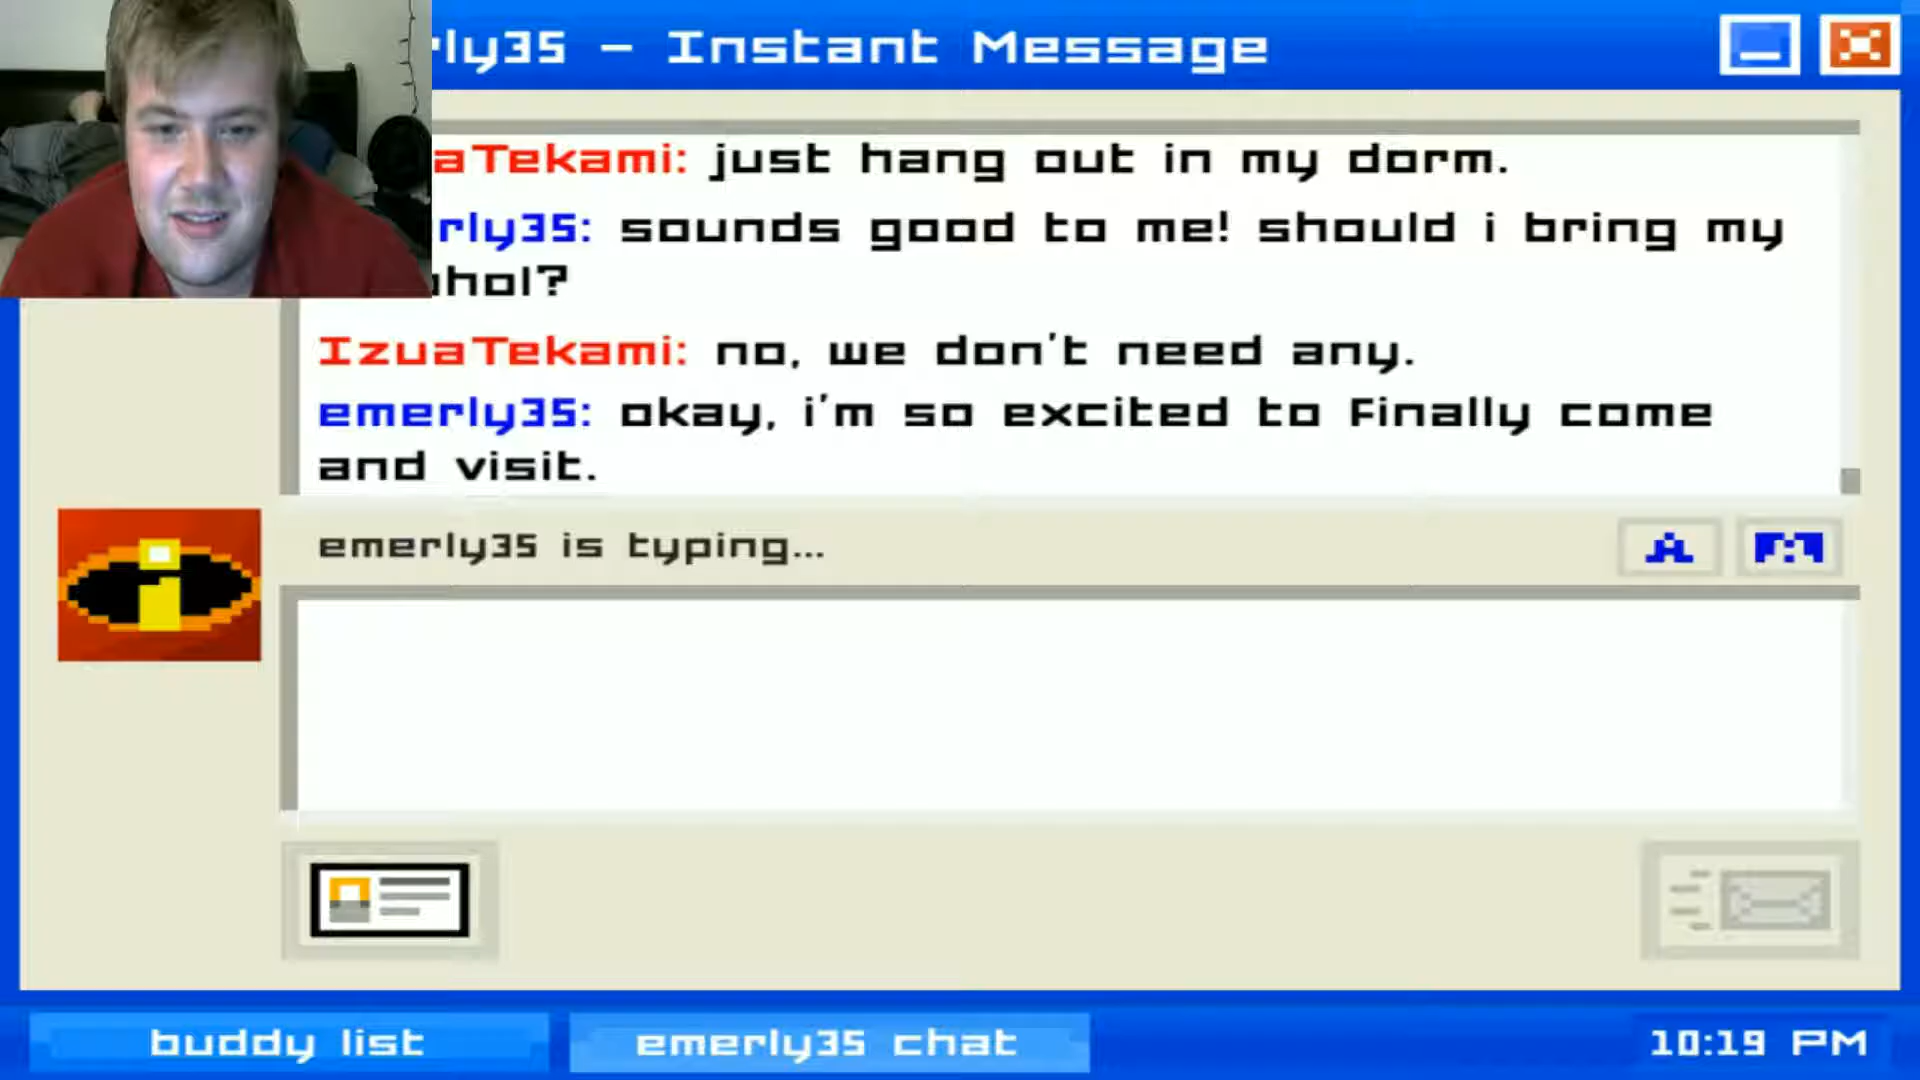 rly35 - Instant Message
aTekami: just hang out in my dorm.
rly35: sounds good to me! should i bring my
ohol?
IzuaTekami: no, we don't need any.
emerly35: okay, i'm so excited to finally come
and visit.
emerly35 is typing...
A
buddy list
emerly35 chat
10:19 PM